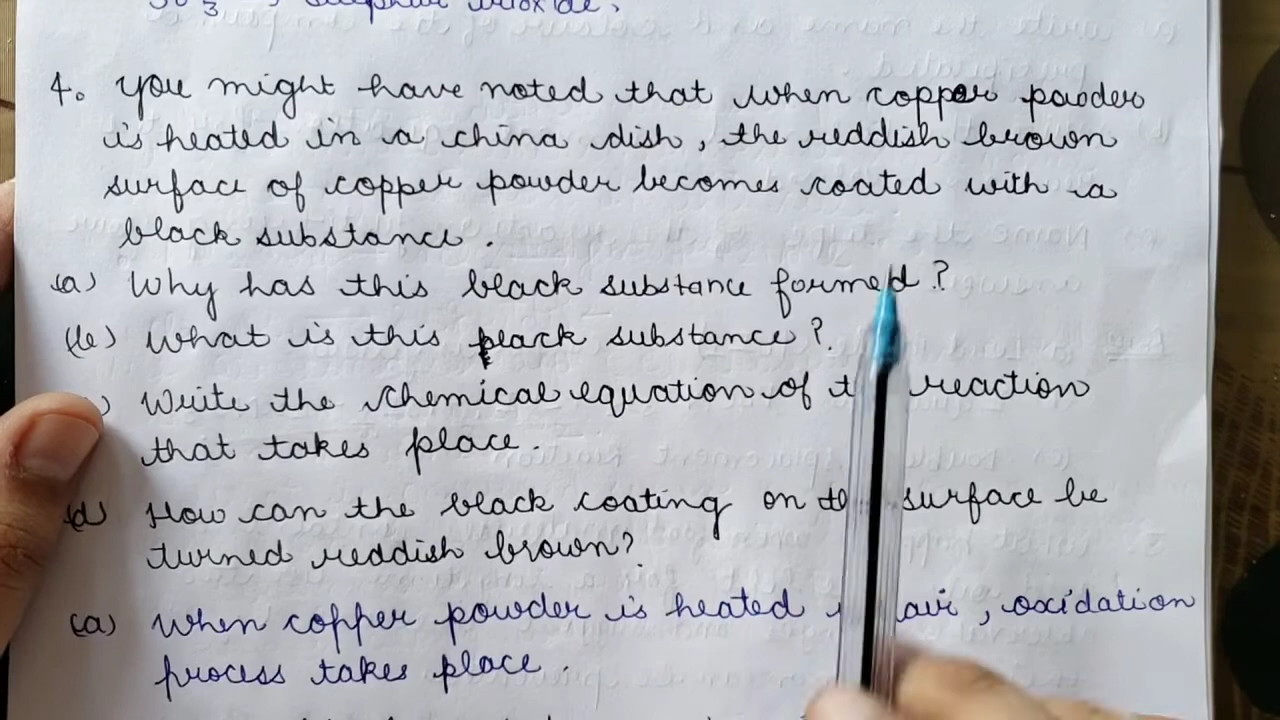 SO3, sulphur trioxide.
4. You might have noted that when copper powder
is heated in a china dish, the reddish brown
surface of copper powder becomes coated with a
black substance.
(a) Why has this black substance formed?
(b) What is this black substance?
Write the chemical equation of reaction
that takes place.
(d) How can the black coating on surface be
turned reddish brown?
(a) When copper powder is heated air, oxidation
process takes place.